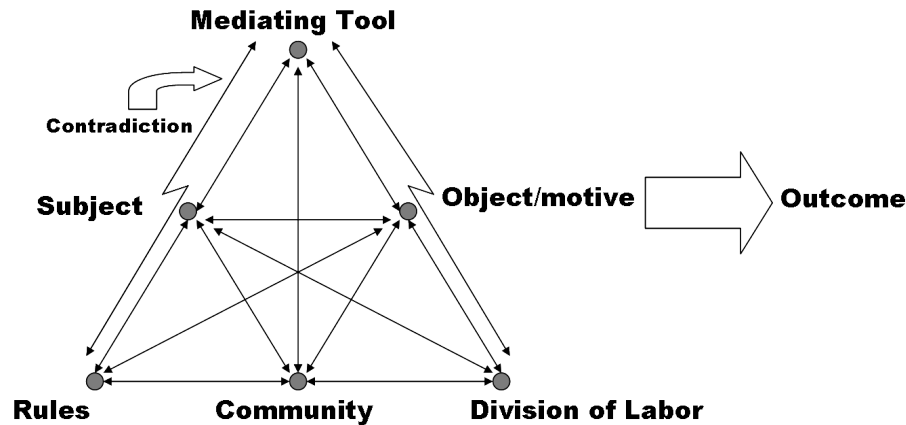 Mediating Tool
Contradiction
Subject
Object/motive
Outcome
Rules
Community
Division of Labor